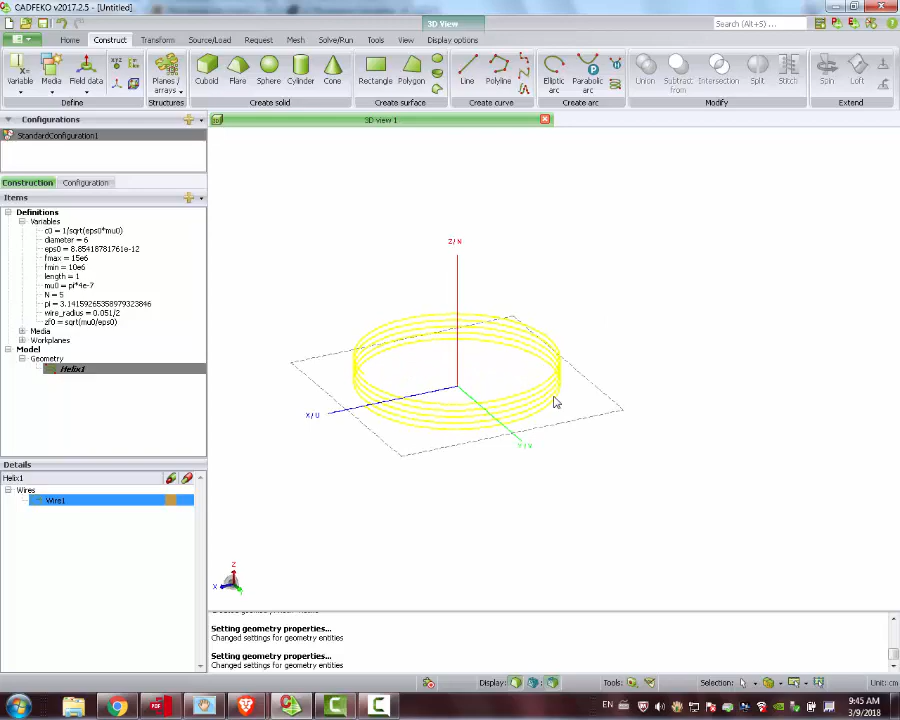 CADFEKO v2017.2.5 - [Untitled]
3D View
Search (Alt+S) . . .
Home Construct Transform Source/Load Request Mesh Solve/Run Tools View Display options
Variable Media Field data Planes / arrays Cuboid Flare Sphere Cylinder Cone Rectangle Polygon Line Polyline Elliptic arc Parabolic arc Union Subtract from Intersection Split Stitch Spin Loft
Define Structures Create solid Create surface Create curve Create arc Modify Extend
Configurations
StandardConfiguration1
Construction Configuration
Items
Definitions
Variables
c0 = 1/sqrt(eps0*mu0)
diameter = 6
eps0 = 8.85418781761e-12
fmax = 15e6
fmin = 10e6
length = 1
mu0 = pi*4e-7
N = 5
pi = 3.14159265358979323846
wire_radius = 0.051/2
zf0 = sqrt(mu0/eps0)
Media
Workplanes
Model
Geometry
Helix1
Details
Helix1
Wires
Wire1
3D view 1
Z / N
X / U
Y / V
Z
X
Y
Setting geometry properties...
Changed settings for geometry entities
Setting geometry properties...
Changed settings for geometry entities
Display: Tools: Selection: Unit: cm
EN
9:45 AM
3/9/2018